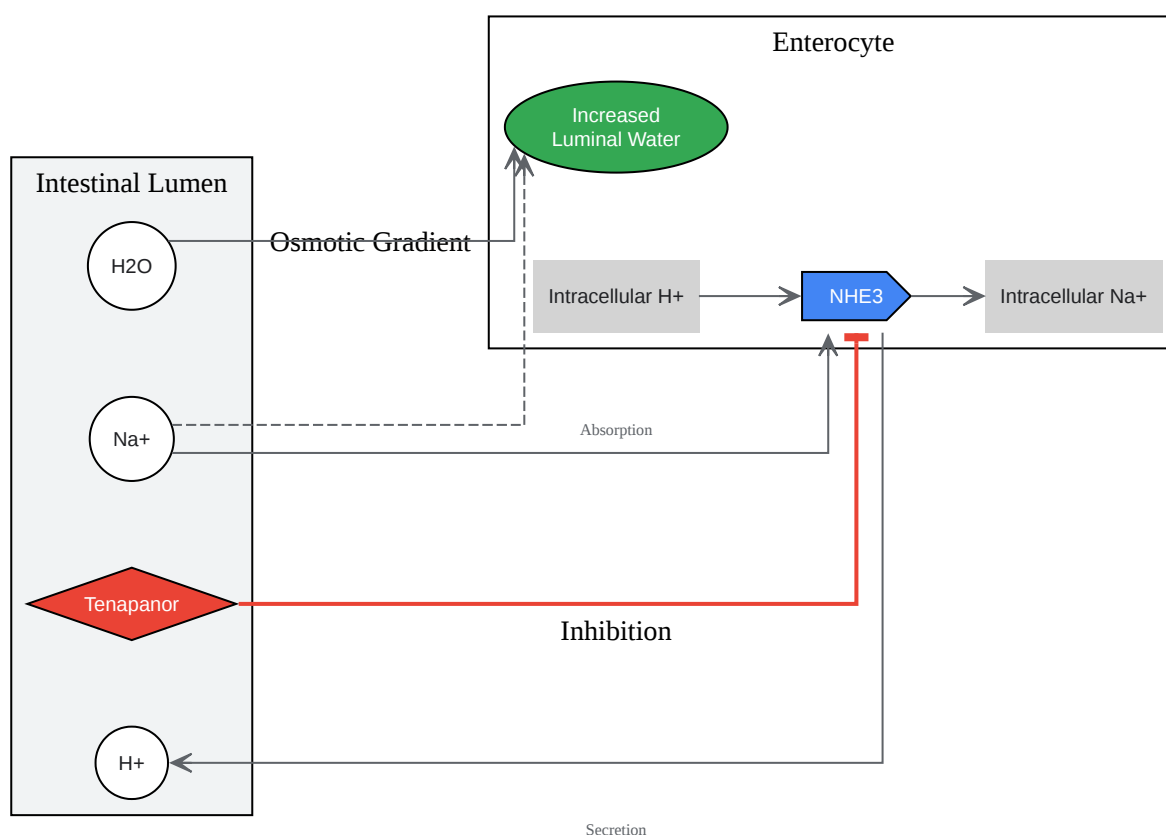 Enterocyte
Increased
Luminal Water
Intestinal Lumen
H2O
Osmotic Gradient
Intracellular H+
NHE3
Intracellular Na+
Na+
Absorption
Tenapanor
Inhibition
H+
Secretion